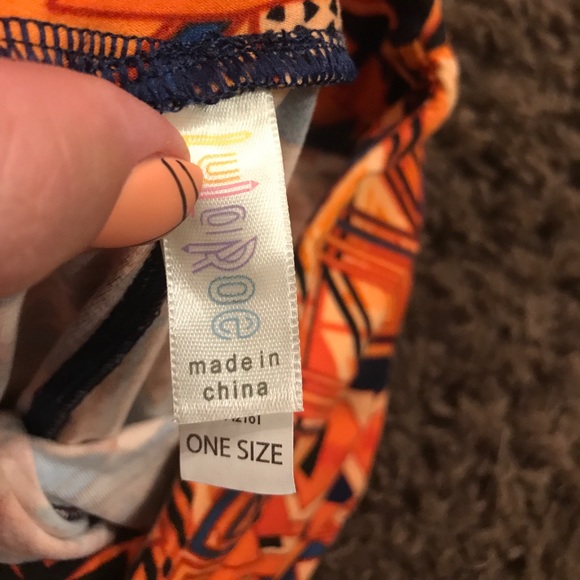 LuLaRoe
made in
china
ONE SIZE